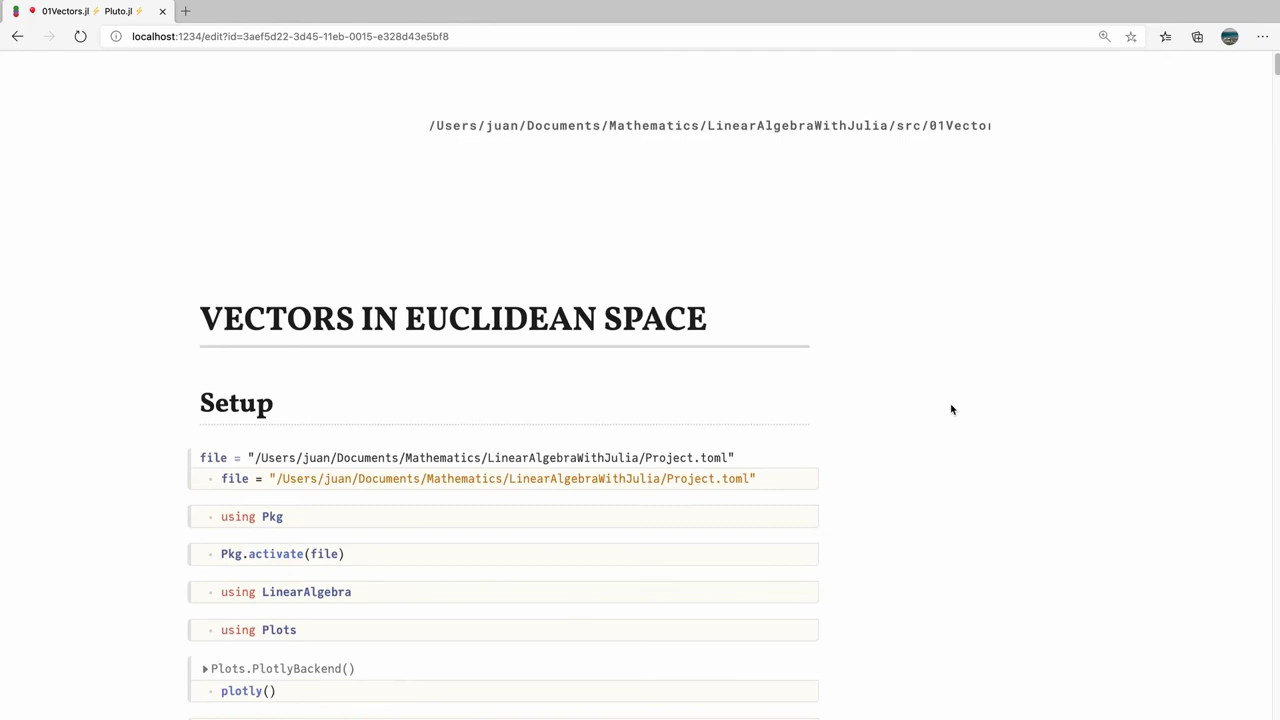 01Vectors.jl⚡ Pluto.jl⚡
localhost:1234/edit?id=3aef5d22-3d45-11eb-0015-e328d43e5bf8
/Users/juan/Documents/Mathematics/LinearAlgebraWithJulia/src/01Vector
VECTORS IN EUCLIDEAN SPACE
Setup
file = "/Users/juan/Documents/Mathematics/LinearAlgebraWithJulia/Project.toml"
file = "/Users/juan/Documents/Mathematics/LinearAlgebraWithJulia/Project.toml"
using Pkg
Pkg.activate(file)
using LinearAlgebra
using Plots
Plots.PlotlyBackend()
plotly()